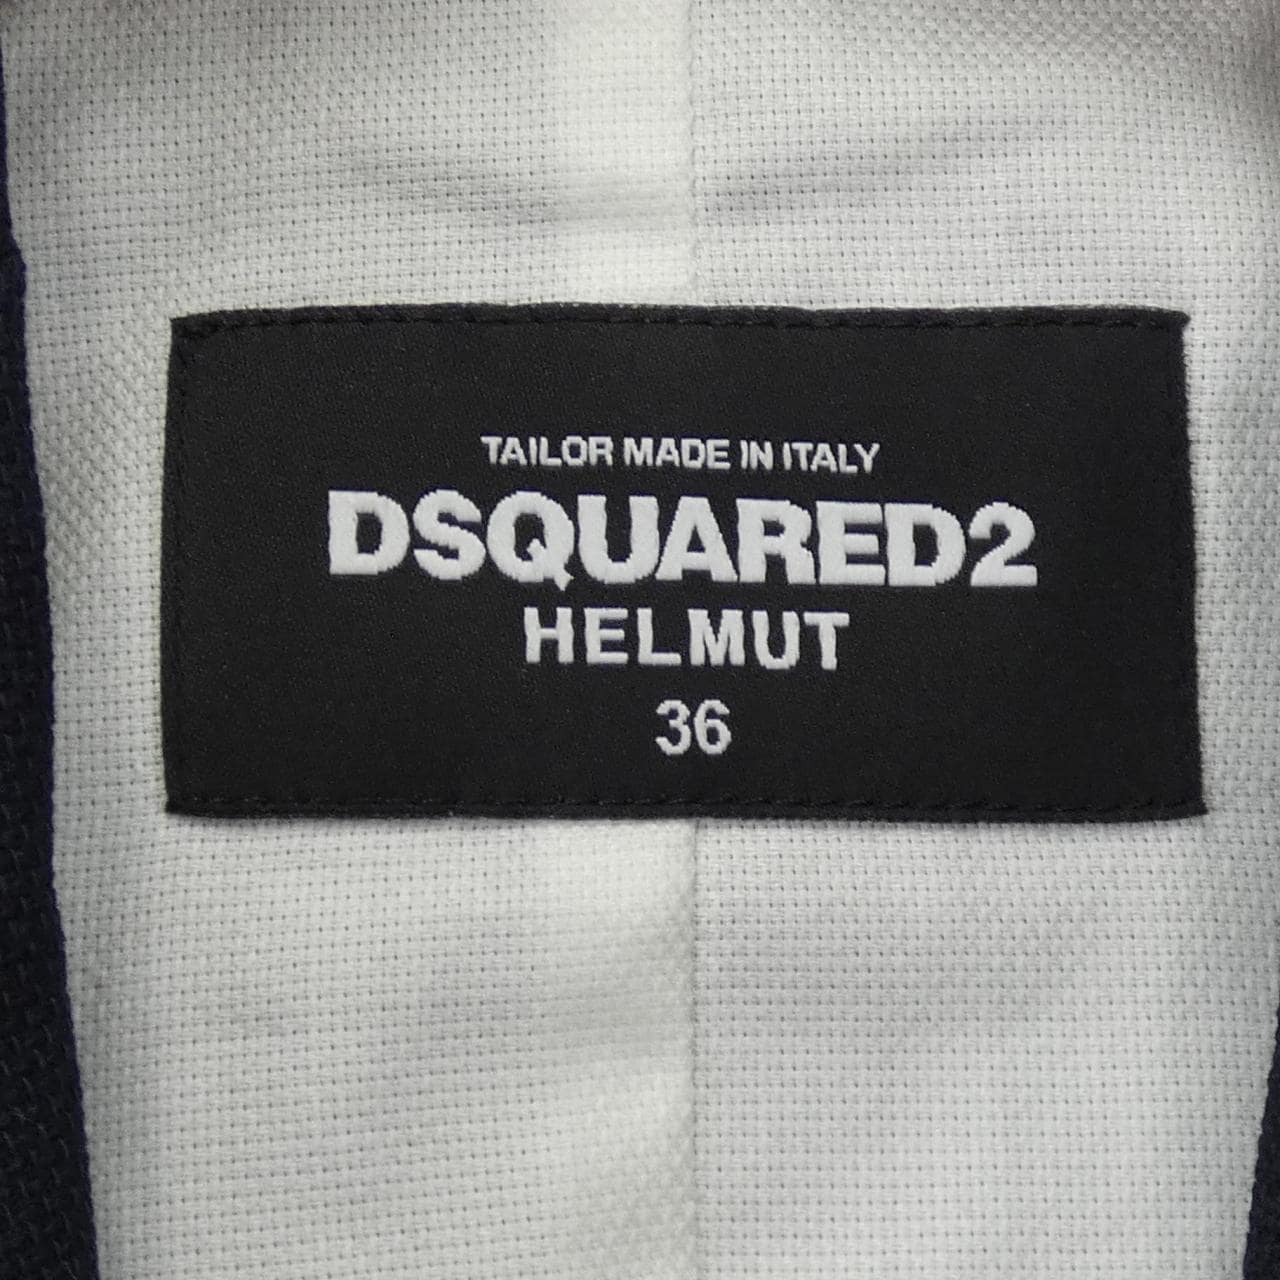 TAILOR MADE IN ITALY
DSQUARED2
HELMUT
36